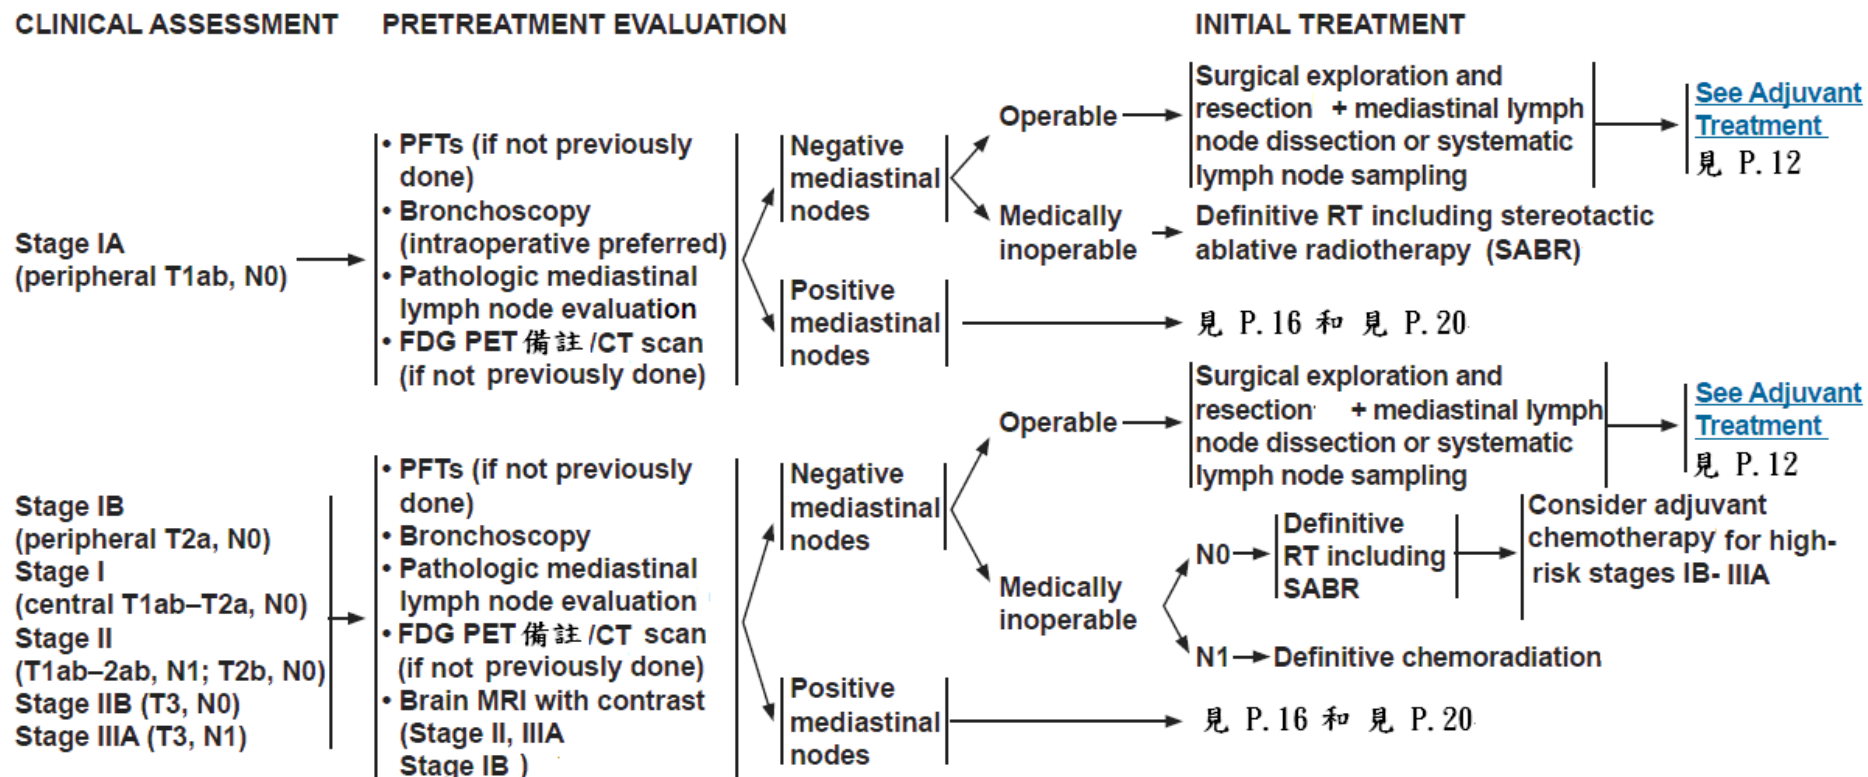 CLINICAL ASSESSMENT PRETREATMENT EVALUATION INITIAL TREATMENT
Stage IA
(peripheral T1ab, N0)
• PFTs (if not previously
done)
• Bronchoscopy
(intraoperative preferred)
• Pathologic mediastinal
lymph node evaluation
• FDG PET 備註 /CT scan
(if not previously done)
Negative
mediastinal
nodes
Operable
Surgical exploration and
resection + mediastinal lymph
node dissection or systematic
lymph node sampling
See Adjuvant
Treatment
見 P.12
Medically
inoperable
Definitive RT including stereotactic
ablative radiotherapy (SABR)
Positive
mediastinal
nodes
見 P.16 和 見 P.20
Stage IB
(peripheral T2a, N0)
Stage I
(central T1ab–T2a, N0)
Stage II
(T1ab–2ab, N1; T2b, N0)
Stage IIB (T3, N0)
Stage IIIA (T3, N1)
• PFTs (if not previously
done)
• Bronchoscopy
• Pathologic mediastinal
lymph node evaluation
• FDG PET 備註 /CT scan
(if not previously done)
• Brain MRI with contrast
(Stage II, IIIA
Stage IB )
Negative
mediastinal
nodes
Operable
Surgical exploration and
resection + mediastinal lymph
node dissection or systematic
lymph node sampling
See Adjuvant
Treatment
見 P.12
Medically
inoperable
N0
Definitive
RT including
SABR
Consider adjuvant
chemotherapy for high-
risk stages IB- IIIA
N1
Definitive chemoradiation
Positive
mediastinal
nodes
見 P.16 和 見 P.20